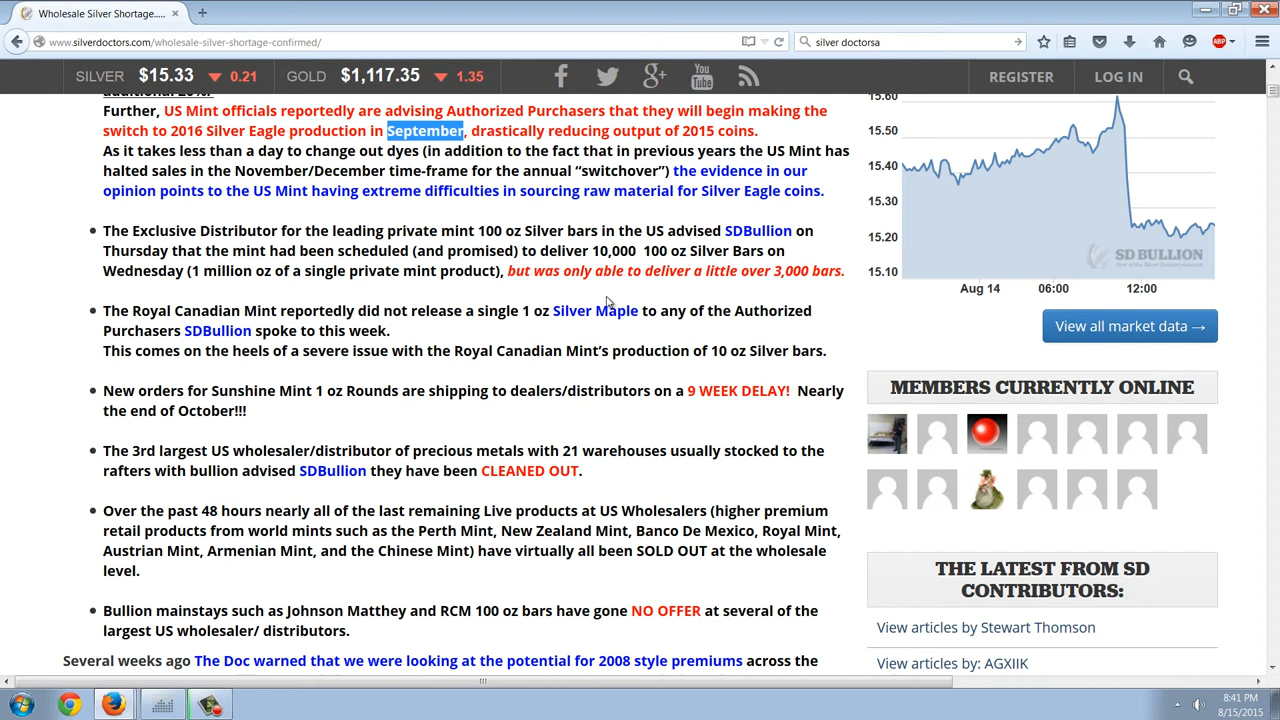 Wholesale Silver Shortage....
www.silverdoctors.com/wholesale-silver-shortage-confirmed/
silver doctorsa
ABP
SILVER $15.33 0.21 GOLD $1,117.35 1.35
You Tube
REGISTER LOG IN
additional 20%.
Further, US Mint officials reportedly are advising Authorized Purchasers that they will begin making the
switch to 2016 Silver Eagle production in September, drastically reducing output of 2015 coins.
As it takes less than a day to change out dyes (in addition to the fact that in previous years the US Mint has
halted sales in the November/December time-frame for the annual “switchover”) the evidence in our
opinion points to the US Mint having extreme difficulties in sourcing raw material for Silver Eagle coins.
The Exclusive Distributor for the leading private mint 100 oz Silver bars in the US advised SDBullion on
Thursday that the mint had been scheduled (and promised) to deliver 10,000 100 oz Silver Bars on
Wednesday (1 million oz of a single private mint product), but was only able to deliver a little over 3,000 bars.
The Royal Canadian Mint reportedly did not release a single 1 oz Silver Maple to any of the Authorized
Purchasers SDBullion spoke to this week.
This comes on the heels of a severe issue with the Royal Canadian Mint’s production of 10 oz Silver bars.
New orders for Sunshine Mint 1 oz Rounds are shipping to dealers/distributors on a 9 WEEK DELAY! Nearly
the end of October!!!
The 3rd largest US wholesaler/distributor of precious metals with 21 warehouses usually stocked to the
rafters with bullion advised SDBullion they have been CLEANED OUT.
Over the past 48 hours nearly all of the last remaining Live products at US Wholesalers (higher premium
retail products from world mints such as the Perth Mint, New Zealand Mint, Banco De Mexico, Royal Mint,
Austrian Mint, Armenian Mint, and the Chinese Mint) have virtually all been SOLD OUT at the wholesale
level.
Bullion mainstays such as Johnson Matthey and RCM 100 oz bars have gone NO OFFER at several of the
largest US wholesaler/ distributors.
Several weeks ago The Doc warned that we were looking at the potential for 2008 style premiums across the
15.60
15.50
15.40
15.30
15.20
15.10
SD BULLION
Aug 14 06:00 12:00
View all market data →
MEMBERS CURRENTLY ONLINE
THE LATEST FROM SD
CONTRIBUTORS:
View articles by Stewart Thomson
View articles by: AGXIIK
8:41 PM
8/15/2015